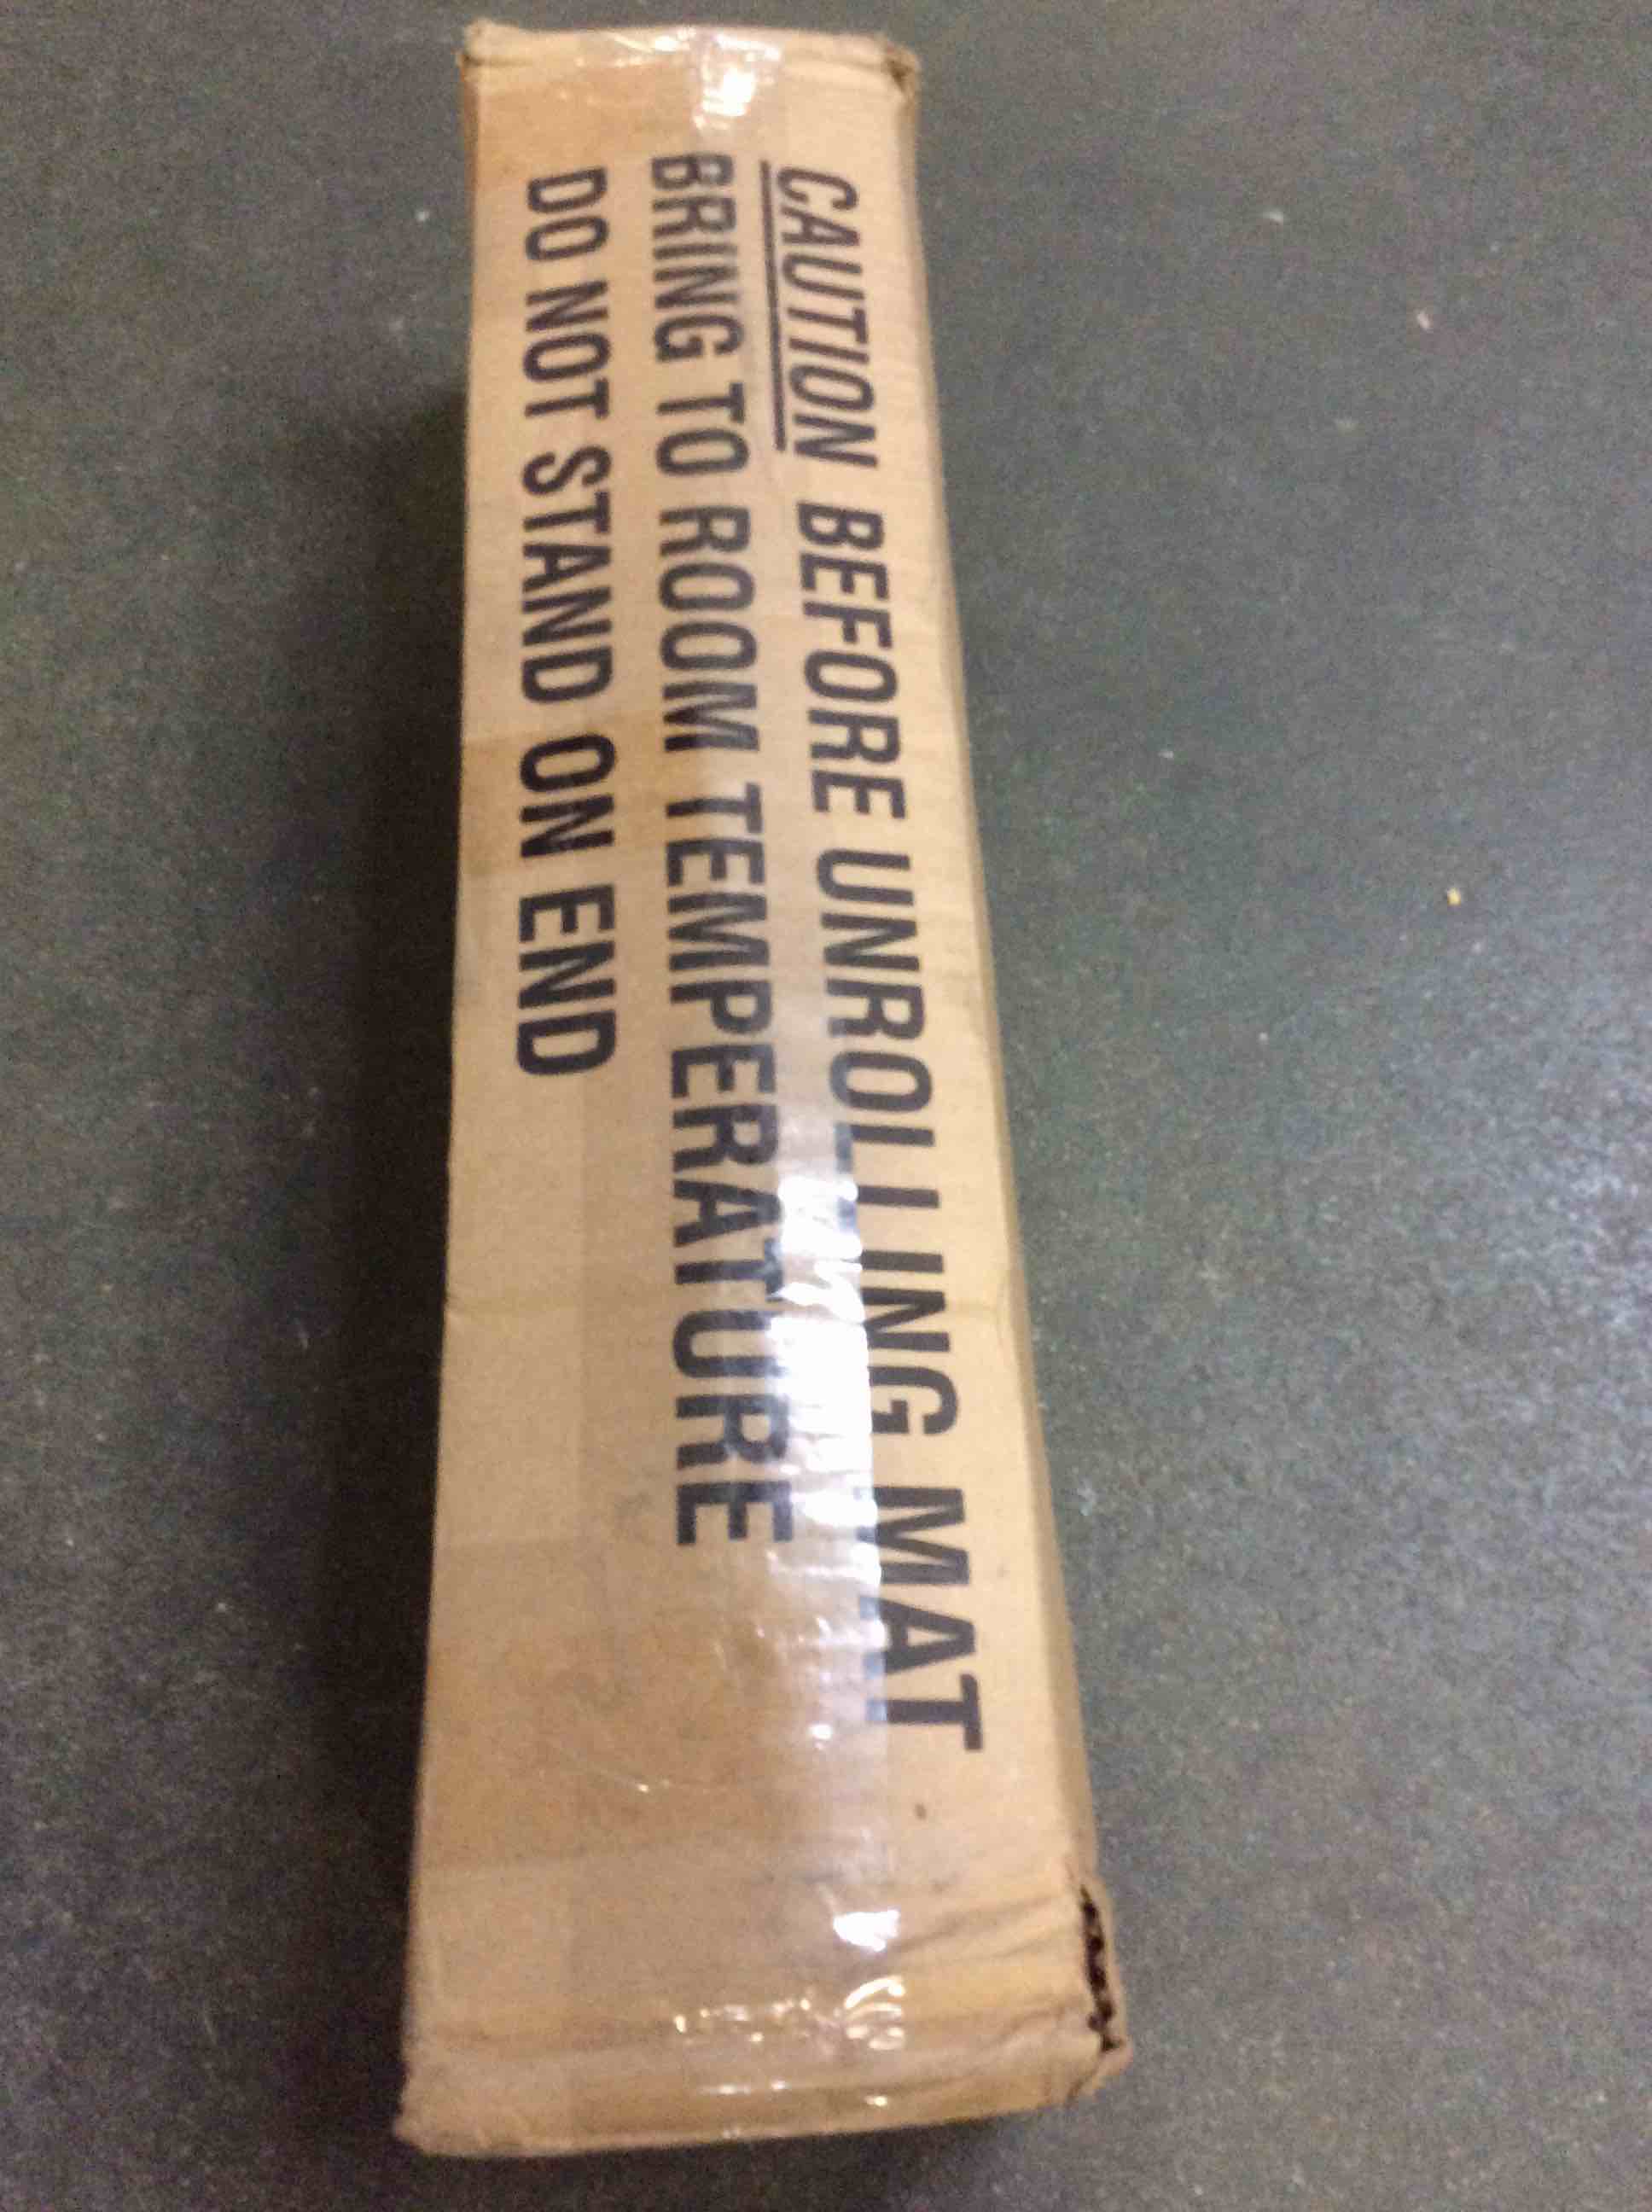 CAUTION BEFORE UNROLLING MAT
BRING TO ROOM TEMPERATURE
DO NOT STAND ON END